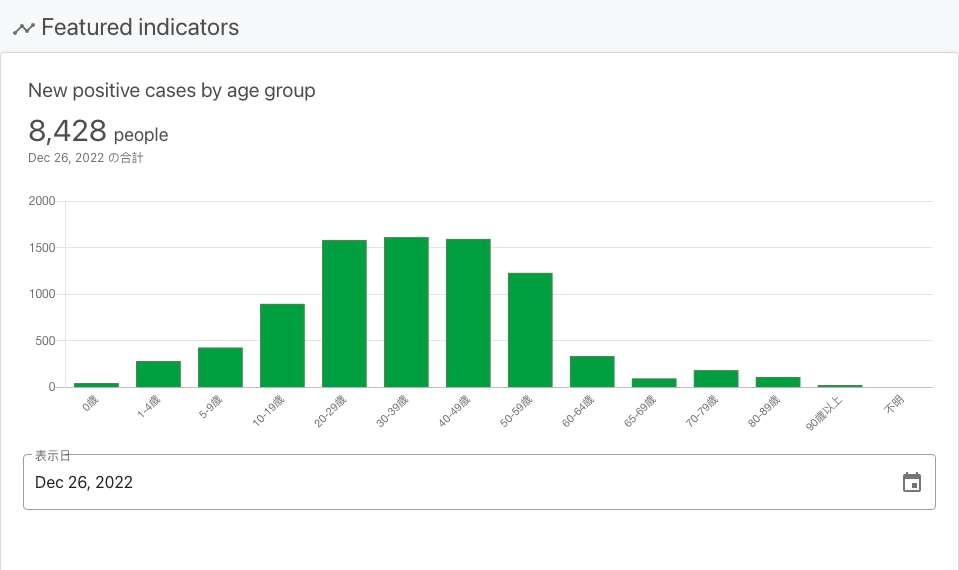 Featured indicators
New positive cases by age group
8,428 people
Dec 26, 2022 の合計
2000
1500
1000
500
0
0歳
1-4歳
5-9歳
10-19歳
20-29歳
30-39歳
40-49歳
50-59歳
60-64歳
65-69歳
70-79歳
80-89歳
90歳以上
不明
表示日
Dec 26, 2022